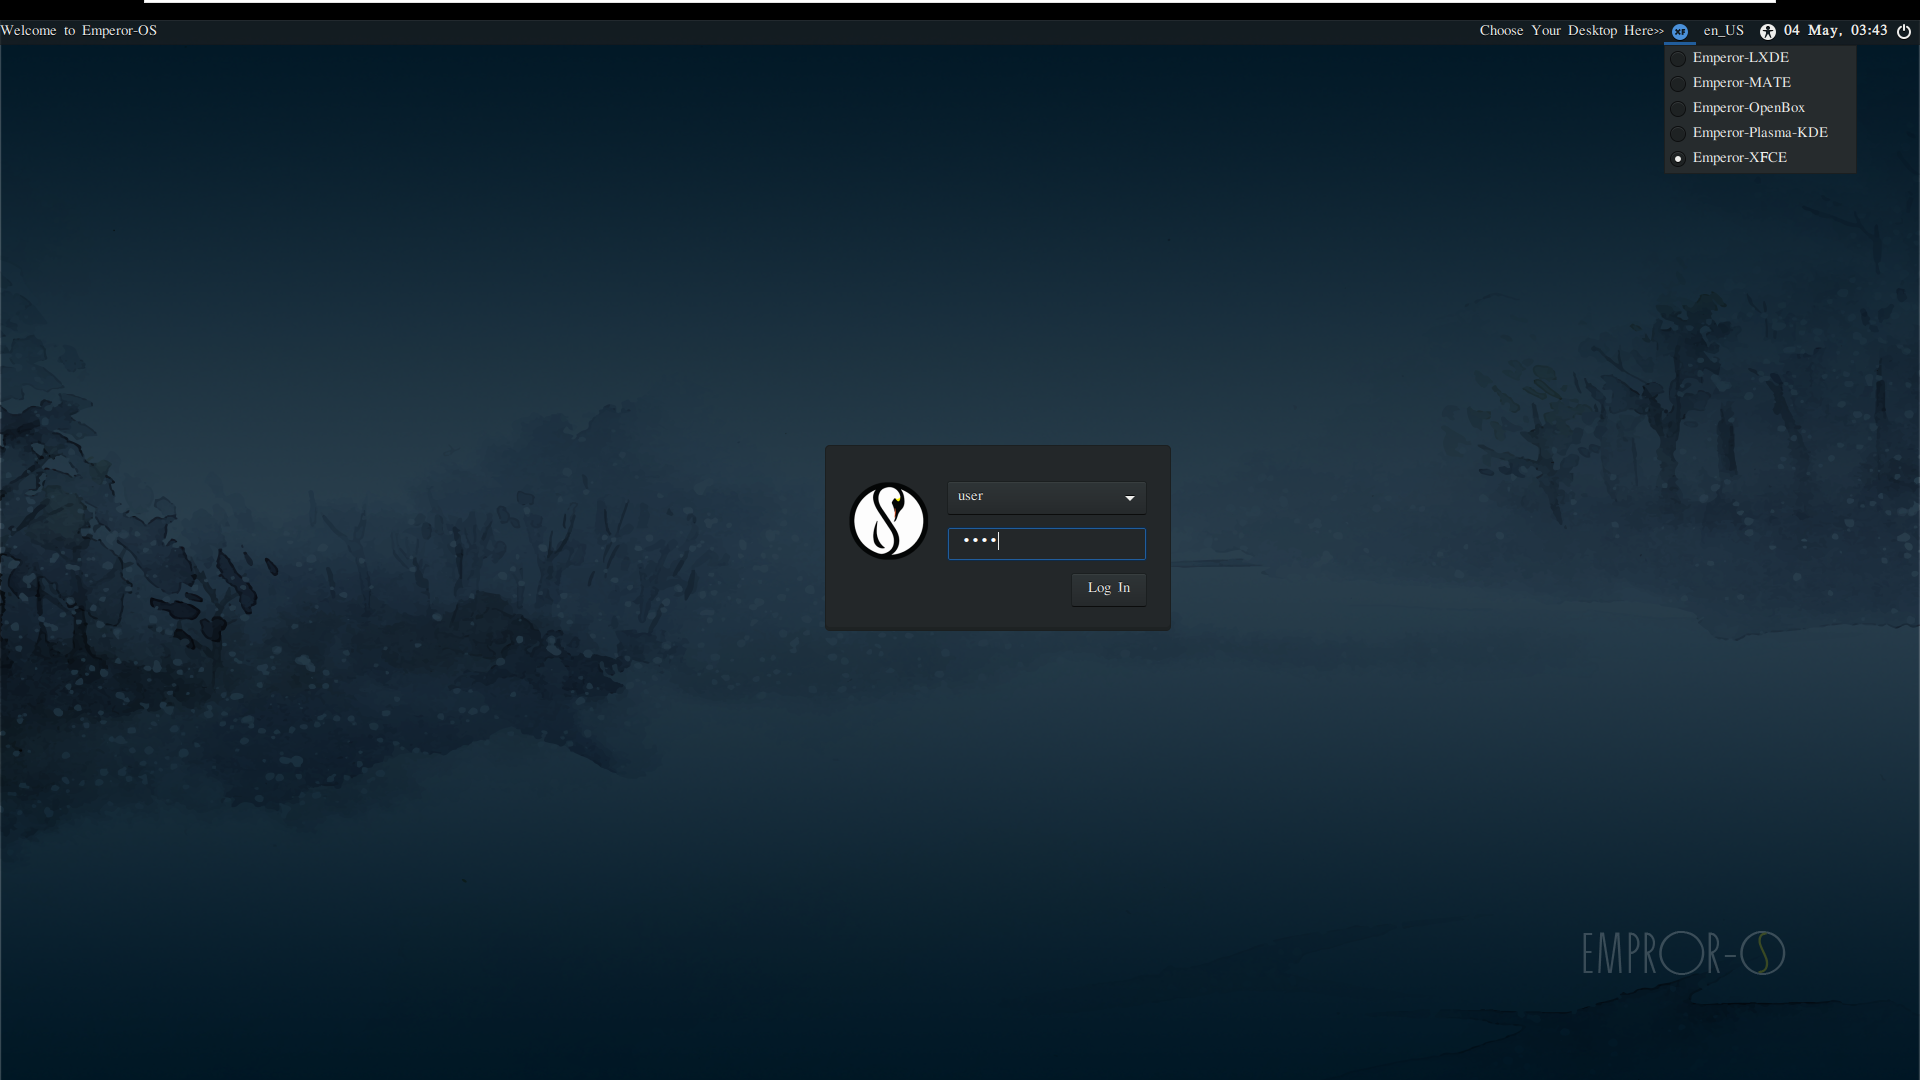 Welcome to Emperor-OS
Choose Your Desktop Here>> XF en_US 04 May, 03:43
Emperor-LXDE
Emperor-MATE
Emperor-OpenBox
Emperor-Plasma-KDE
Emperor-XFCE
user
••••
Log In
EMPROR-OS